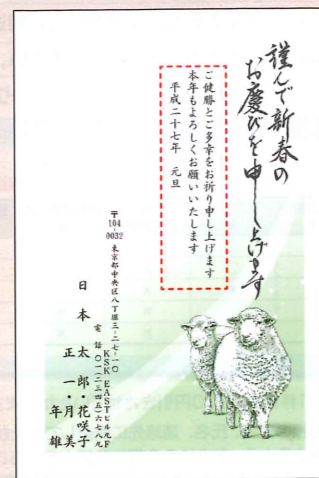 謹んで新春の
お慶びを申し上げます
ご健勝とご多幸をお祈り申し上げます
本年もよろしくお願いいたします
平成二十七年 元旦
〒104-0032 東京都中央区八丁堀三-二七-一〇
KSK EASTビル九F
電話〇一二-三四五-六七八九
日本太郎・花咲子
正一・月美
年雄